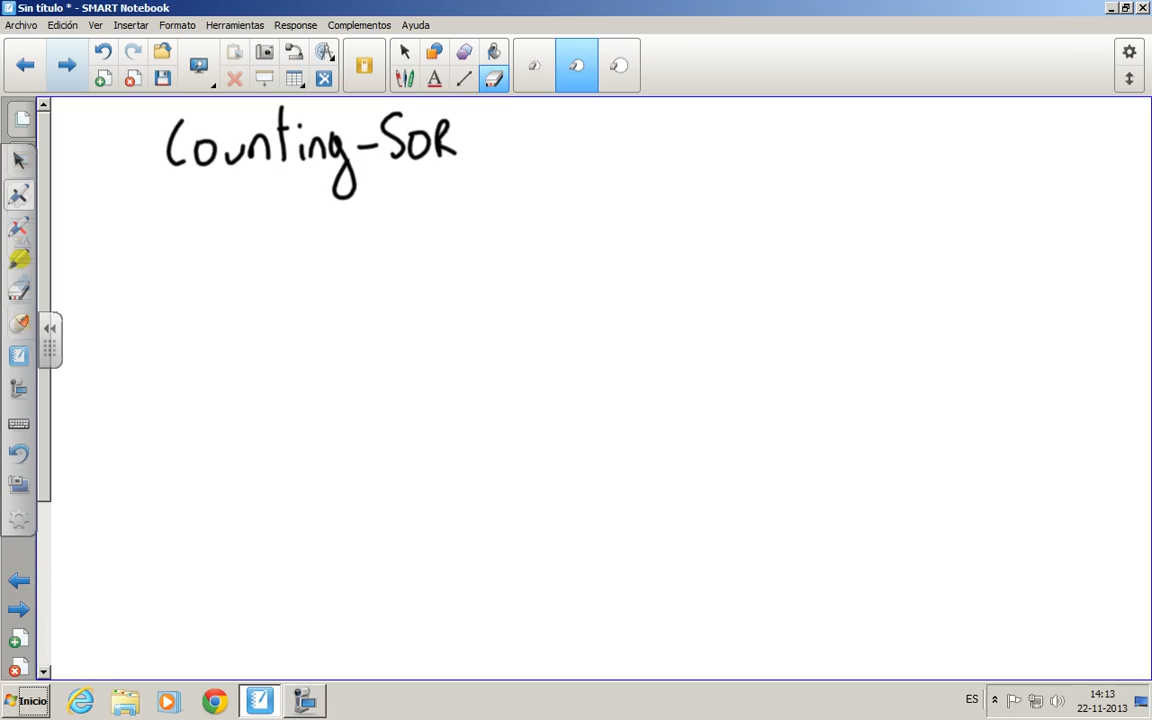 Sin título * - SMART Notebook
Archivo Edición Ver Insertar Formato Herramientas Response Complementos Ayuda
Counting-SOR
Inicio
ES
14:13
22-11-2013